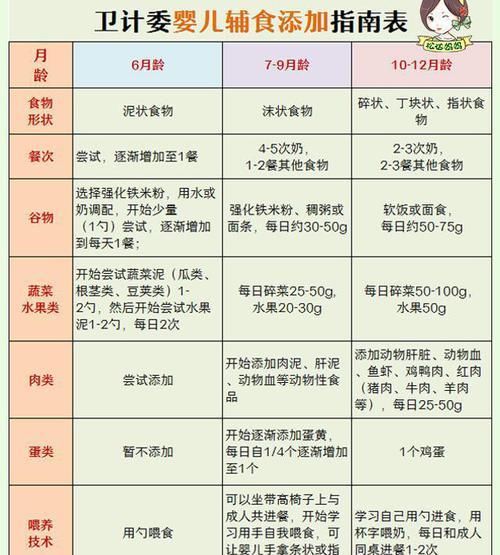 卫计委婴儿辅食添加指南表
月
龄
6月龄
7-9月龄
10-12月龄
食物
形状
泥状食物
沫状食物
碎状、丁块状、指状食
物
餐次
尝试，逐渐增加至1餐
4-5次奶，
1-2餐其他食物
2-3次奶，
2-3餐其他食物
谷物
选择强化铁米粉，用水或
奶调配，开始少量
（1勺）尝试，逐渐增加
到每天1餐；
强化铁米粉、稠粥或
面条，每日约30-50g
软饭或面食，
每日约50-75g
蔬菜
水果类
开始尝试蔬菜泥（瓜类、
根茎类、豆荚类）1-
2勺，然后开始尝试水果
泥1-2勺，每日2次
每日碎菜25-50g，
水果20-30g
每日碎菜50-100g，
水果50g
肉类
尝试添加
开始添加肉泥、肝泥
、动物血等动物性食
品
添加动物肝脏、动物血
、鱼虾、鸡鸭肉、红肉
（猪肉、牛肉、羊肉
等），每日25-50g
蛋类
暂不添加
开始逐渐添加蛋黄，
每日自1/4个逐渐增加
至1个
1个鸡蛋
喂养
技术
用勺喂食
可以坐带高椅子上与
成人共进餐，开始学
习用手自我喂食，可
让婴儿手拿条状或指
学习自己用勺进食，用
杯子喂奶，每日和成人
同桌进餐1-2次